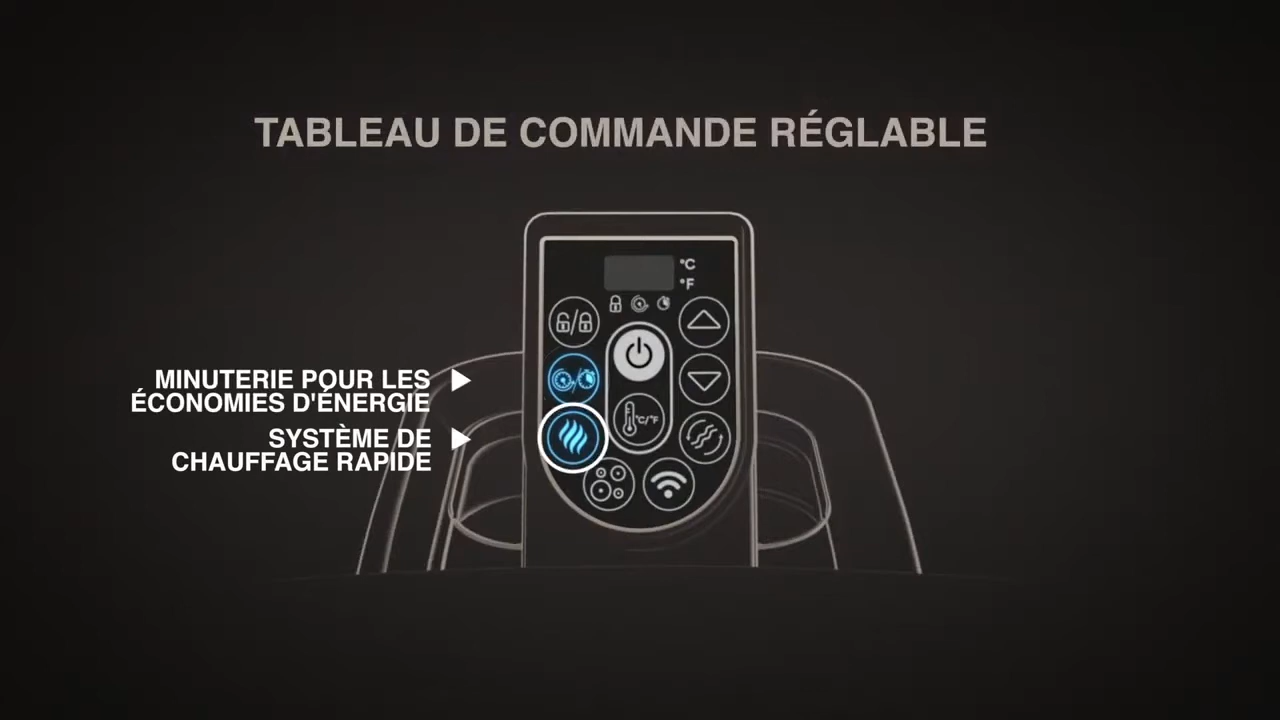 TABLEAU DE COMMANDE RÉGLABLE
°C
°F
MINUTERIE POUR LES
ÉCONOMIES D'ÉNERGIE
°C/°F
SYSTÈME DE
CHAUFFAGE RAPIDE